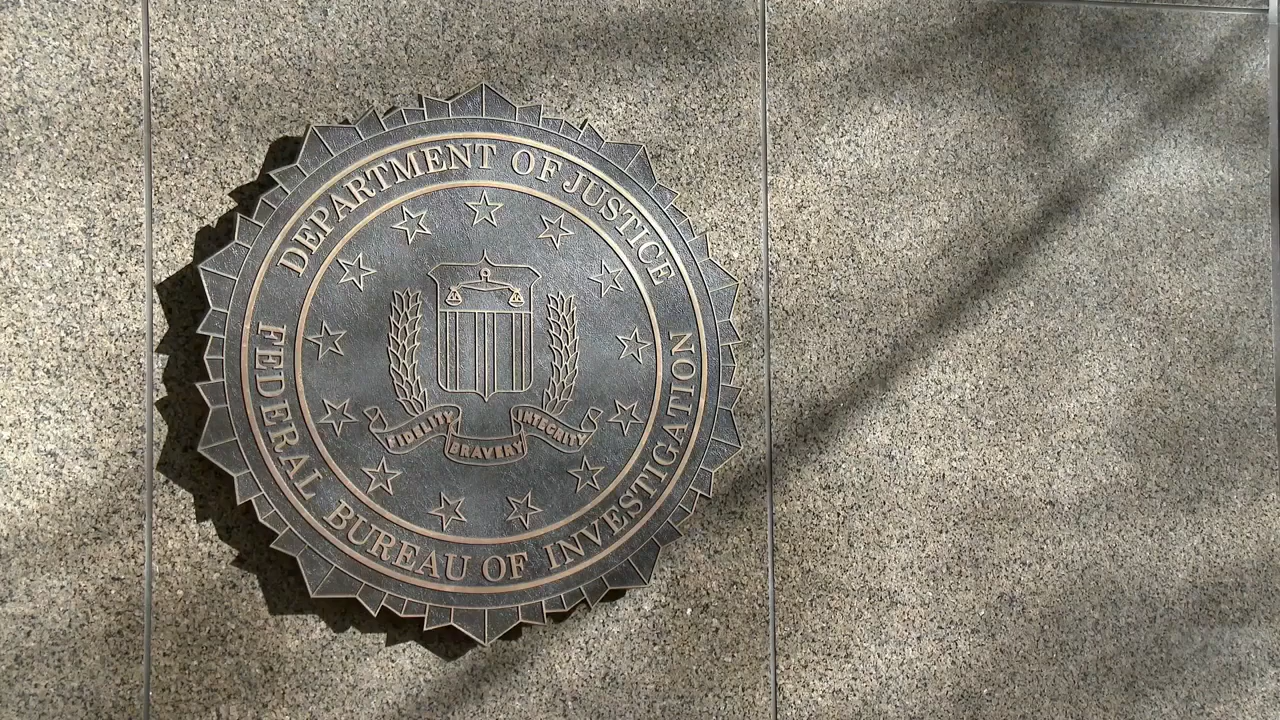 DEPARTMENT OF JUSTICE
FIDELITY BRAVERY INTEGRITY
FEDERAL BUREAU OF INVESTIGATION